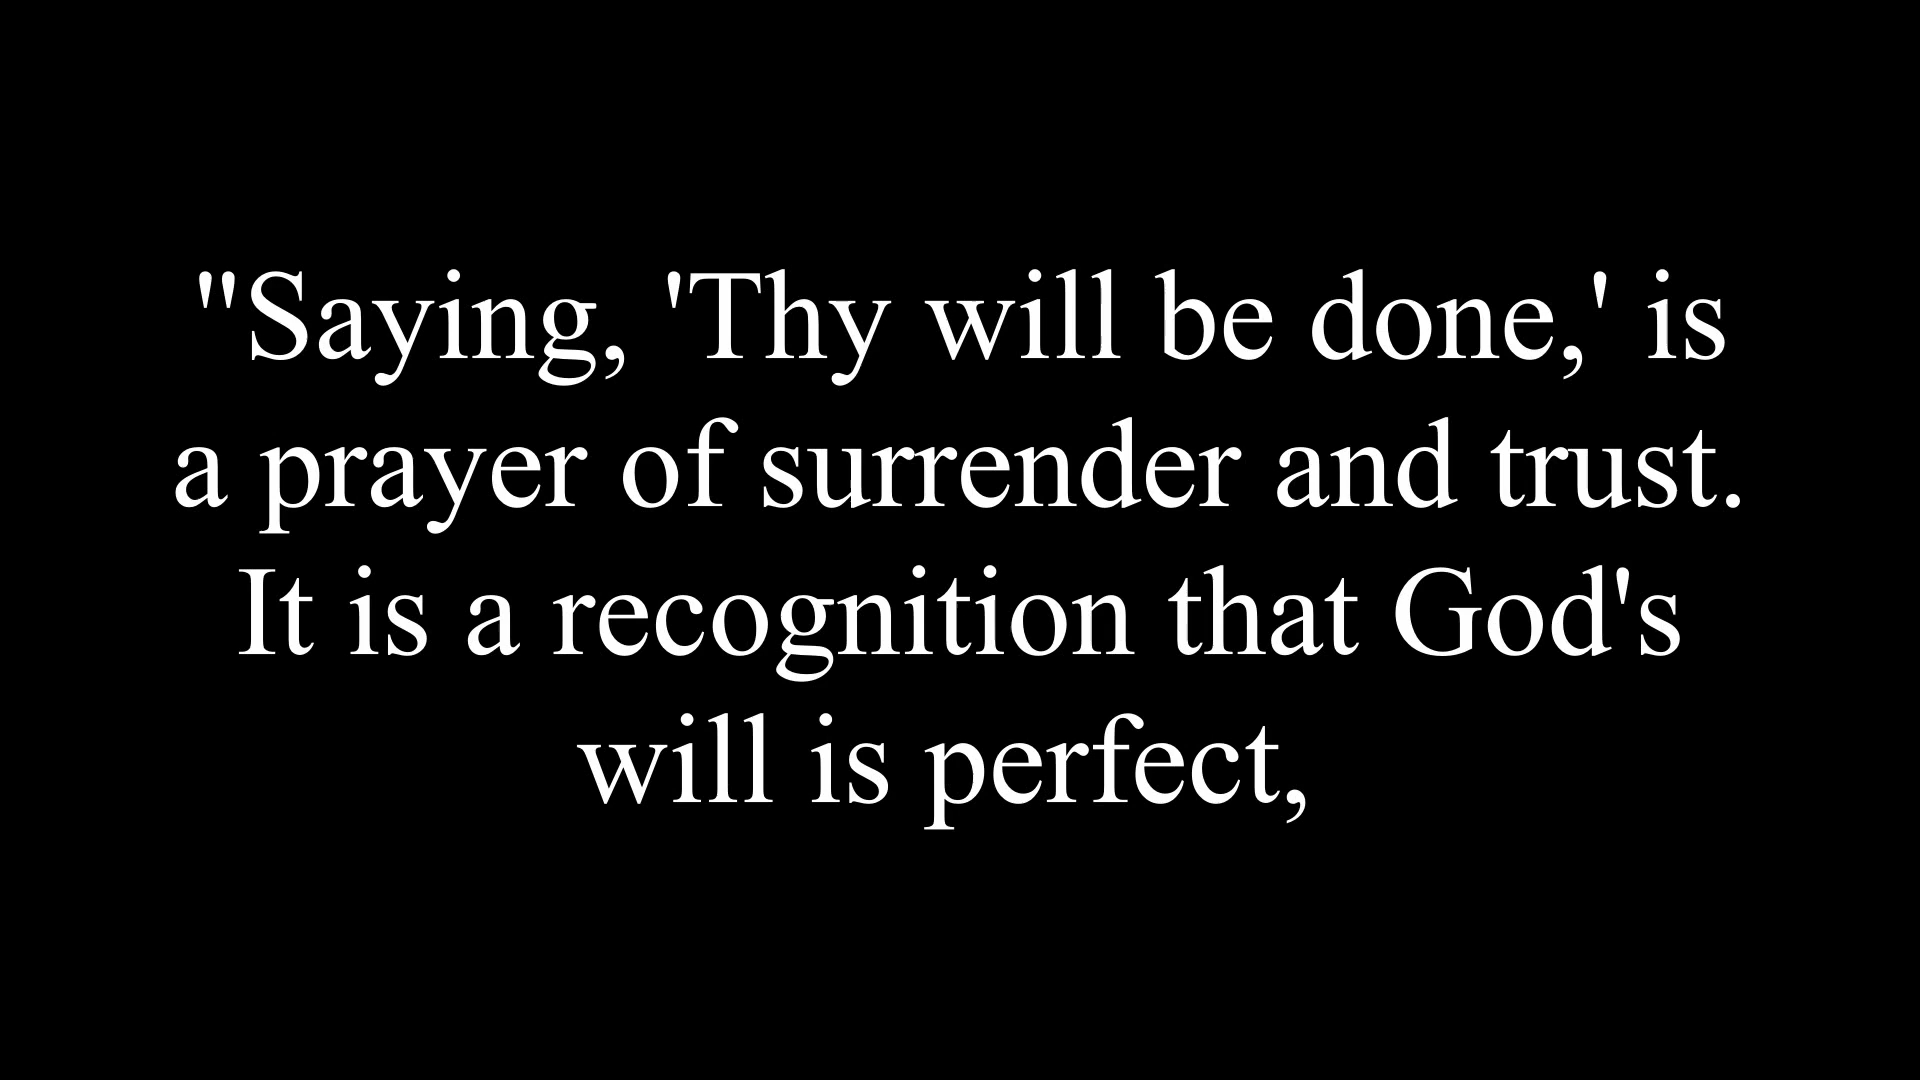 "Saying, 'Thy will be done,' is
a prayer of surrender and trust.
It is a recognition that God's
will is perfect,